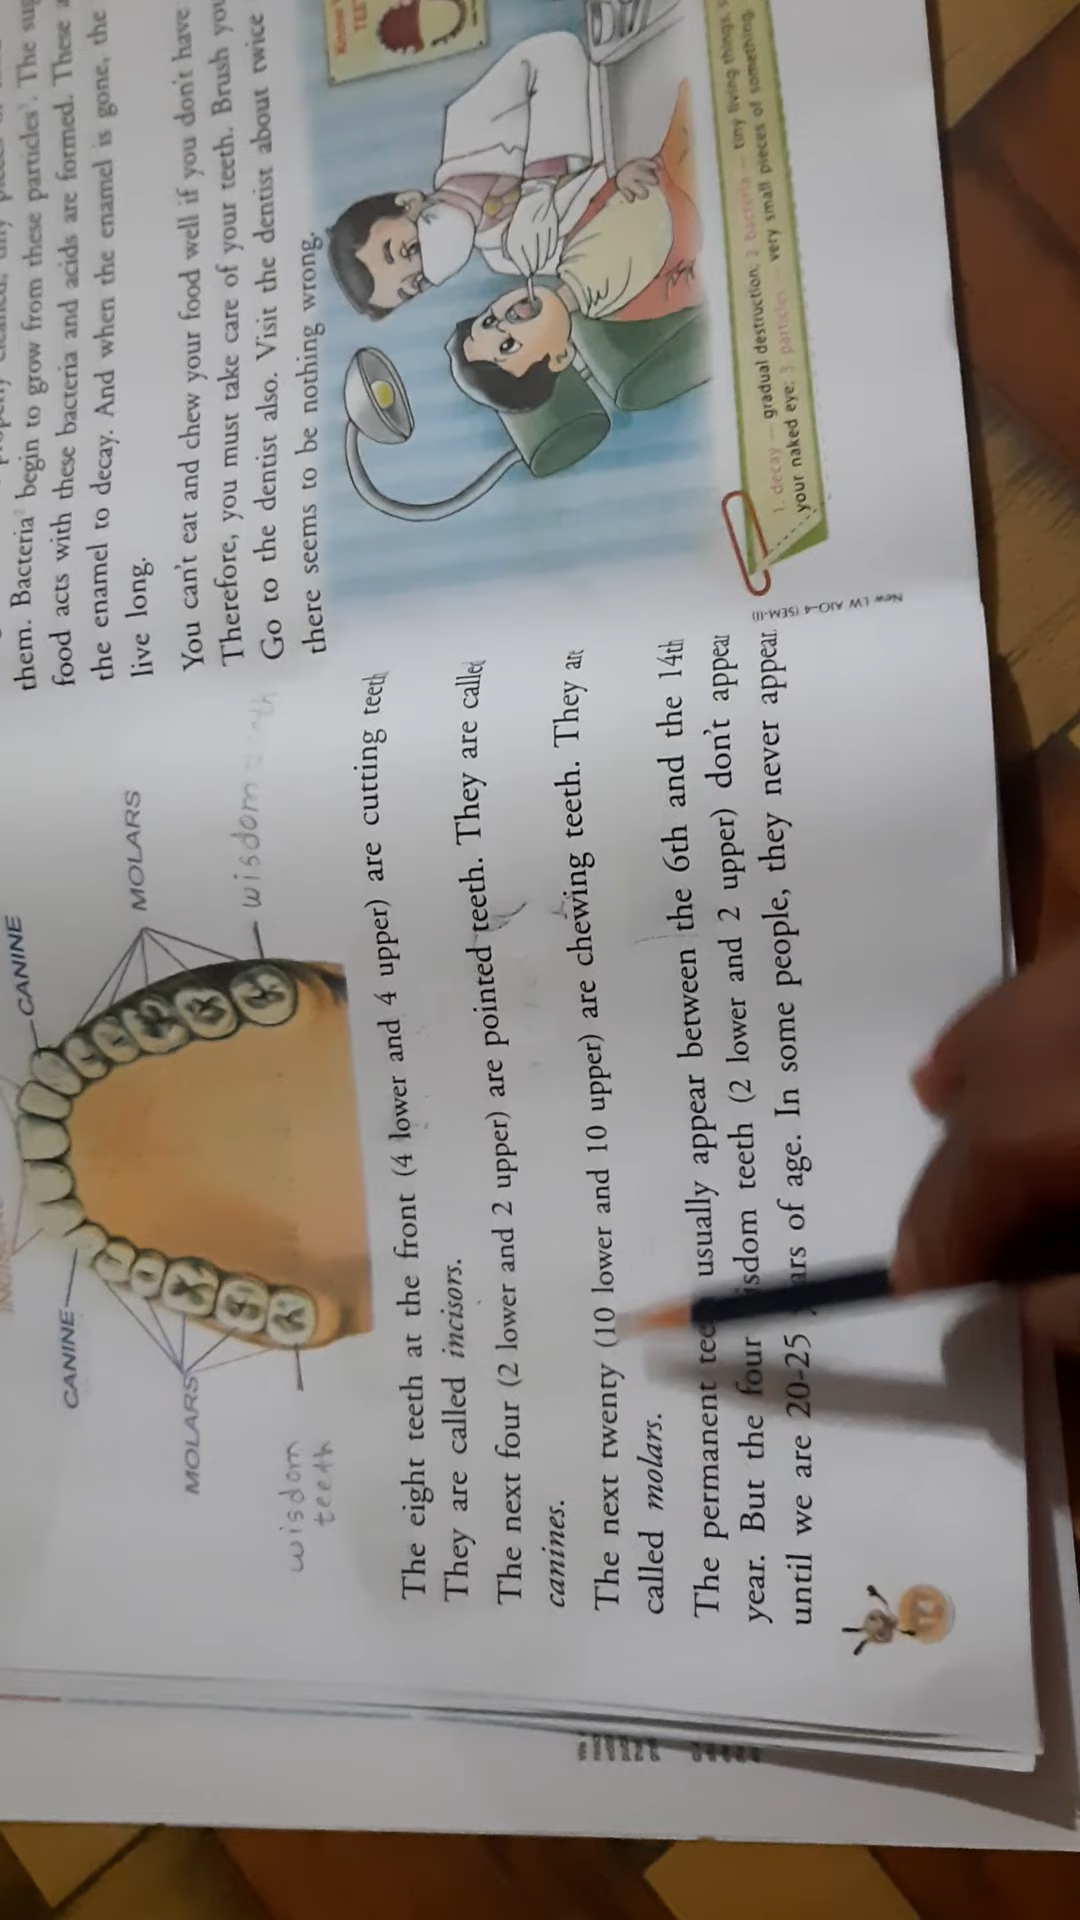 CANINE
CANINE
MOLARS
MOLARS
wisdom
teeth
wisdom teeth
The eight teeth at the front (4 lower and 4 upper) are cutting teeth
They are called incisors.
The next four (2 lower and 2 upper) are pointed teeth. They are called
canines.
The next twenty (10 lower and 10 upper) are chewing teeth. They are
called molars.
The permanent usually appear between the 6th and the 14th
year. But the four teeth (2 lower and 2 upper) don't appear
until we are 20-25 of age. In some people, they never appear.
them. Bacteria² begin to grow from these particles³. The
food acts with these bacteria and acids are formed. These
the enamel to decay. And when the enamel is gone, the
live long.
You can't eat and chew your food well if you don't have
Therefore, you must take care of your teeth. Brush
Go to the dentist also. Visit the dentist about twice
there seems to be nothing wrong.
1. decay — gradual destruction; 2 bacteria — tiny living things
your naked eye; 3 particles — very small pieces of something.
New LW AIO-4 (SEM-II)